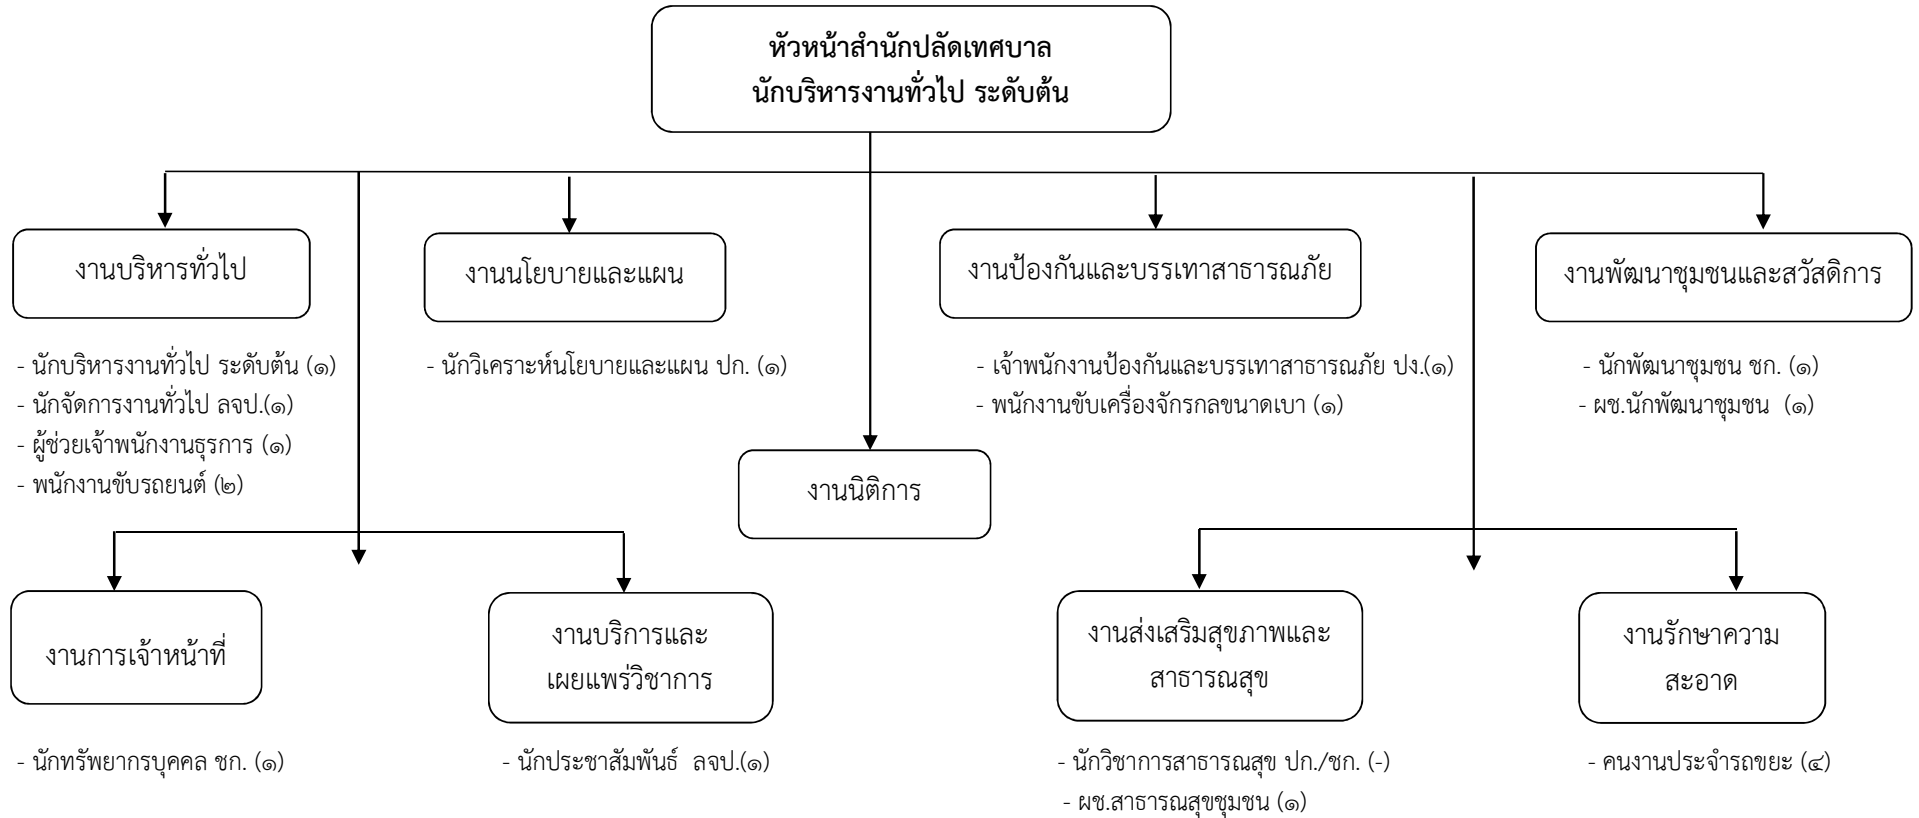 หัวหน้าสำนักปลัดเทศบาล
นักบริหารงานทั่วไป ระดับต้น
งานบริหารทั่วไป
- นักบริหารงานทั่วไป ระดับต้น (๑)
- นักจัดการงานทั่วไป ลจป.(๑)
- ผู้ช่วยเจ้าพนักงานธุรการ (๑)
- พนักงานขับรถยนต์ (๒)
งานนโยบายและแผน
- นักวิเคราะห์นโยบายและแผน ปก. (๑)
งานนิติการ
งานป้องกันและบรรเทาสาธารณภัย
- เจ้าพนักงานป้องกันและบรรเทาสาธารณภัย ปง.(๑)
- พนักงานขับเครื่องจักรกลขนาดเบา (๑)
งานพัฒนาชุมชนและสวัสดิการ
- นักพัฒนาชุมชน ชก. (๑)
- ผช.นักพัฒนาชุมชน (๑)
งานการเจ้าหน้าที่
- นักทรัพยากรบุคคล ชก. (๑)
งานบริการและ
เผยแพร่วิชาการ
- นักประชาสัมพันธ์ ลจป.(๑)
งานส่งเสริมสุขภาพและ
สาธารณสุข
- นักวิชาการสาธารณสุข ปก./ชก. (-)
- ผช.สาธารณสุขชุมชน (๑)
งานรักษาความ
สะอาด
- คนงานประจำรถขยะ (๔)